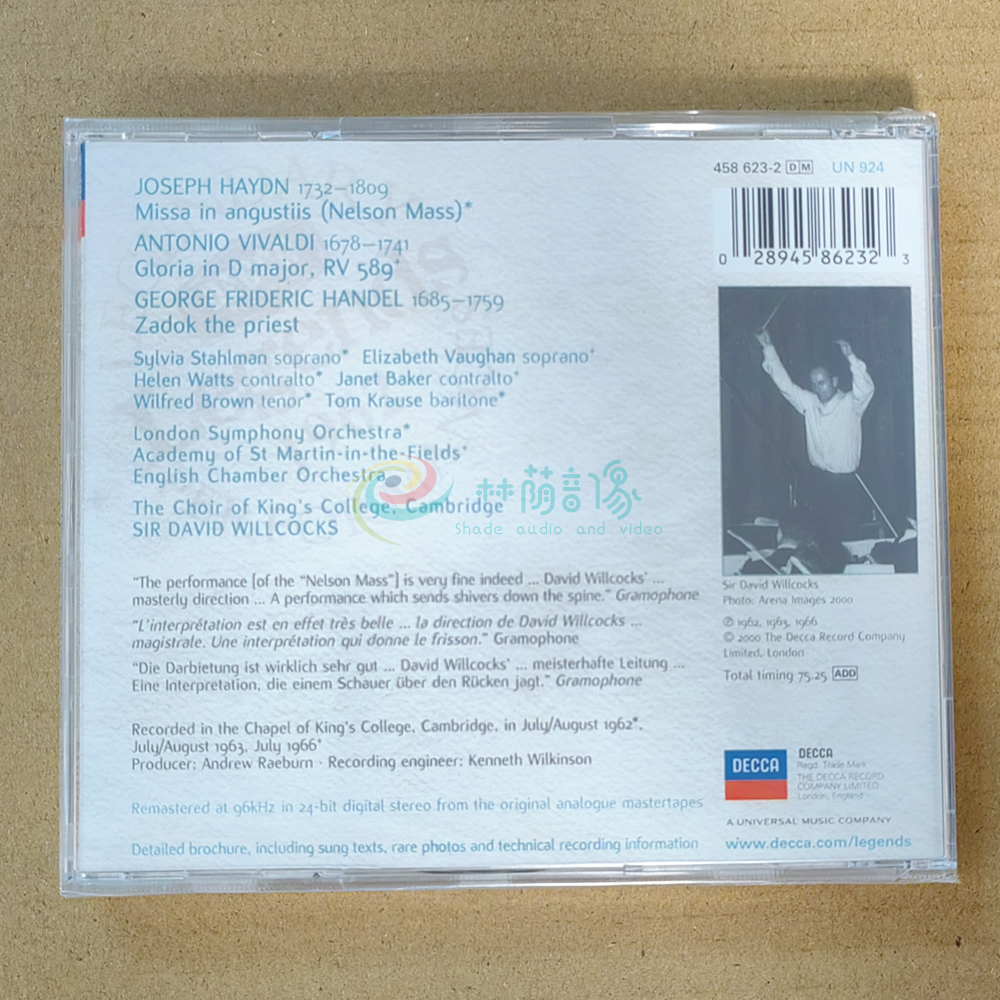 458 623-2 DM UN 924
JOSEPH HAYDN 1732–1809
Missa in angustiis (Nelson Mass)*
ANTONIO VIVALDI 1678–1741
Gloria in D major, RV 589⁺
GEORGE FRIDERIC HANDEL 1685–1759
Zadok the priest
Sylvia Stahlman soprano* Elizabeth Vaughan soprano⁺
Helen Watts contralto* Janet Baker contralto⁺
Wilfred Brown tenor* Tom Krause baritone*
London Symphony Orchestra*
Academy of St Martin-in-the-Fields⁺
English Chamber Orchestra
The Choir of King's College, Cambridge
SIR DAVID WILLCOCKS
0 28945 86232 3
林荫音像
Shade audio and video
Sir David Willcocks
Photo: Arena Images 2000
℗ 1962, 1963, 1966
© 2000 The Decca Record Company
Limited, London
Total timing 75.25 ADD
"The performance [of the "Nelson Mass"] is very fine indeed ... David Willcocks' ...
masterly direction ... A performance which sends shivers down the spine." Gramophone
"L'interprétation est en effet très belle ... la direction de David Willcocks ...
magistrale. Une interprétation qui donne le frisson." Gramophone
"Die Darbietung ist wirklich sehr gut ... David Willcocks' ... meisterhafte Leitung ...
Eine Interpretation, die einem Schauer über den Rücken jagt." Gramophone
Recorded in the Chapel of King's College, Cambridge, in July/August 1962*,
July/August 1963, July 1966⁺
Producer: Andrew Raeburn · Recording engineer: Kenneth Wilkinson
Remastered at 96kHz in 24-bit digital stereo from the original analogue mastertapes
Detailed brochure, including sung texts, rare photos and technical recording information
DECCA
DECCA
Regd. Trade Mark
THE DECCA RECORD
COMPANY LIMITED
London, England
A UNIVERSAL MUSIC COMPANY
www.decca.com/legends